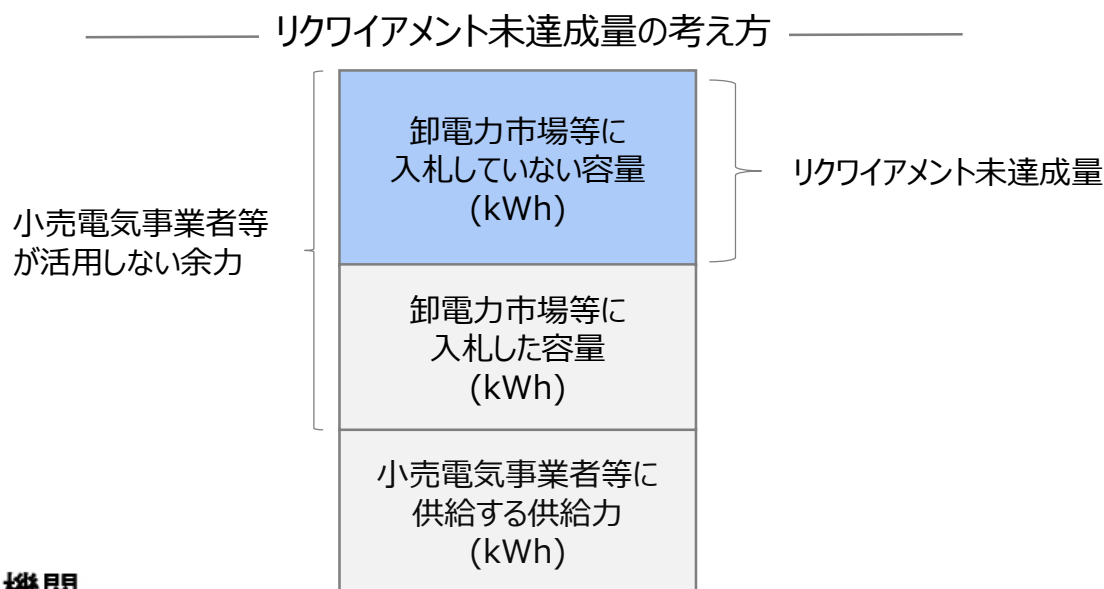 リクワイアメント未達成量の考え方
卸電力市場等に
入札していない容量
(kWh)
リクワイアメント未達成量
小売電気事業者等
が活用しない余力
卸電力市場等に
入札した容量
(kWh)
小売電気事業者等に
供給する供給力
(kWh)
機関